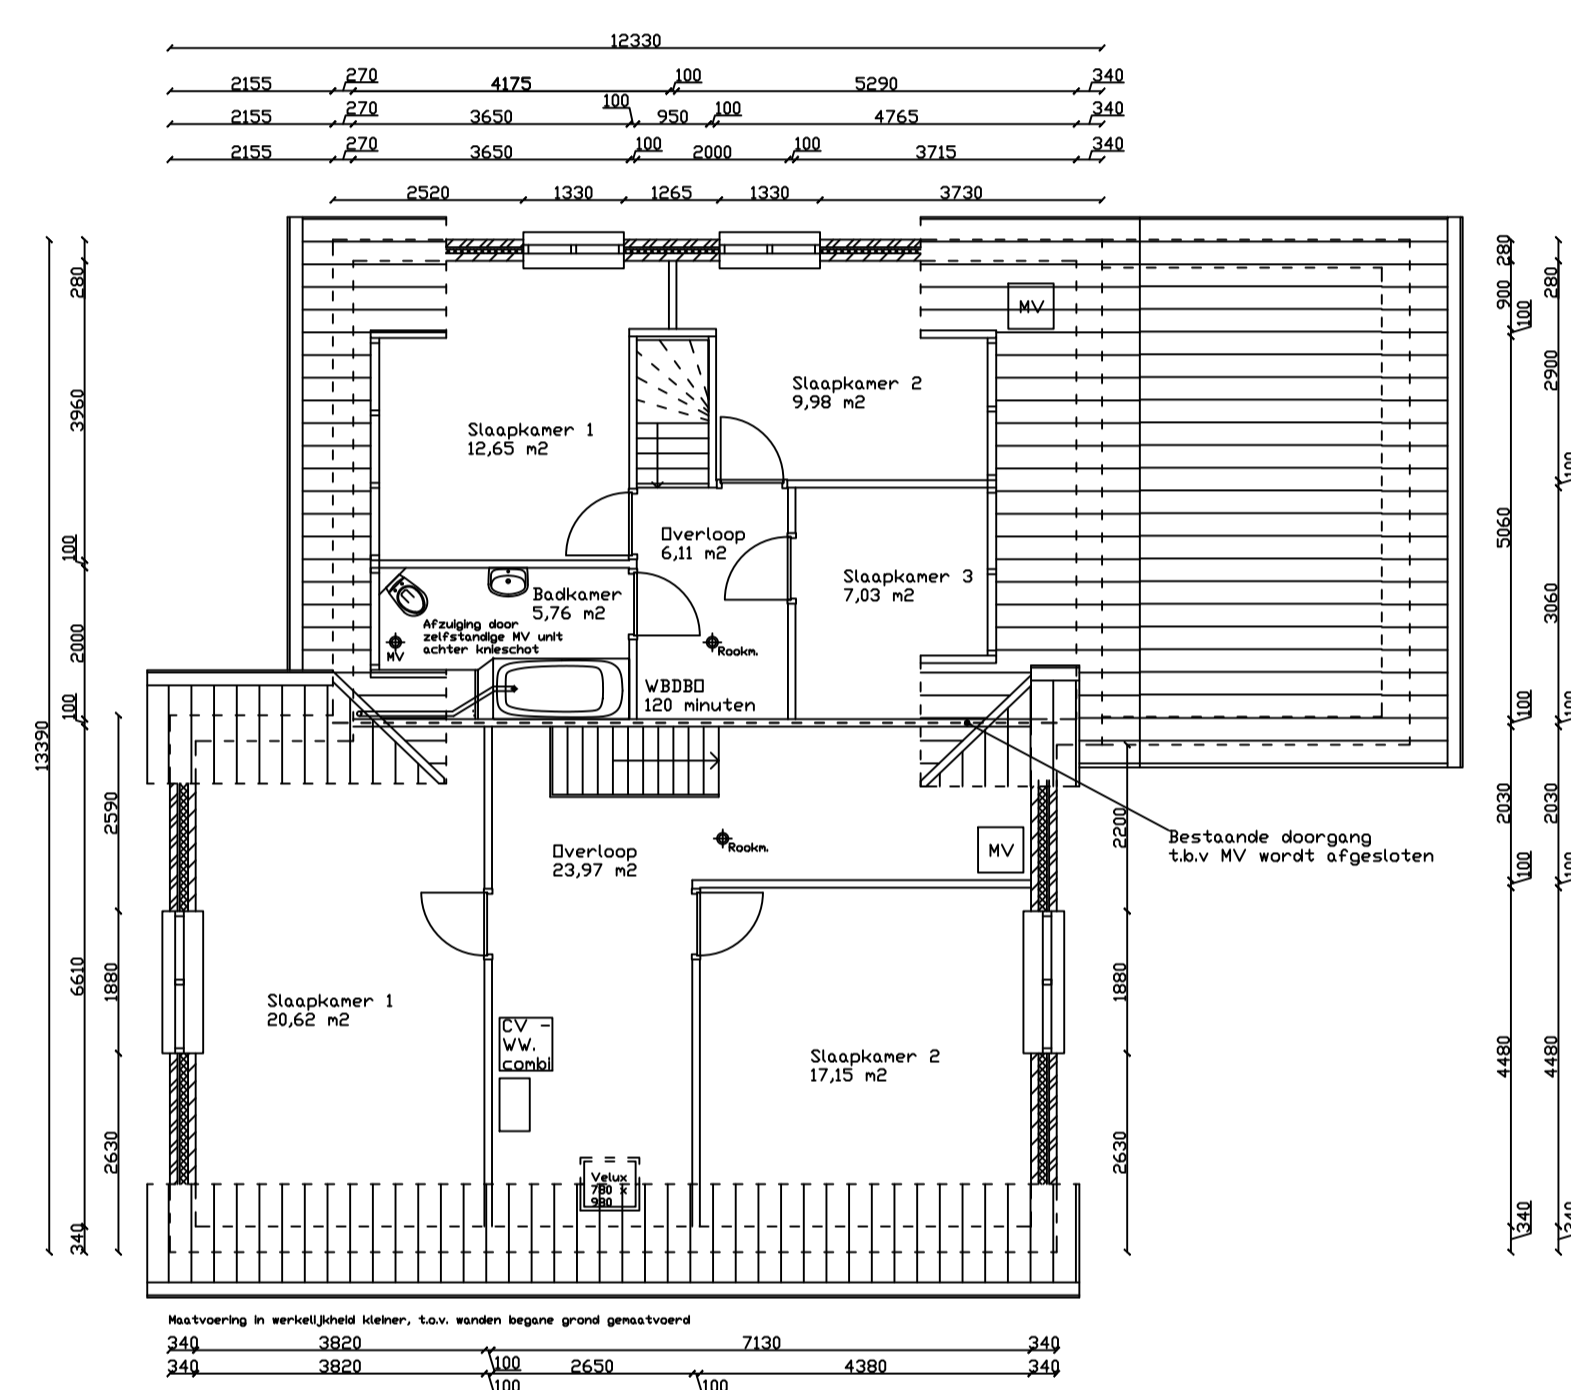 12330
2155 270 4175 100 5290 340
2155 270 3650 100 950 100 4765 340
2155 270 3650 100 2000 100 3715 340
2520 1330 1265 1330 3730
13390
280
3960
100
2000
100
6610
340
2590
1880
2630
MV
Slaapkamer 2
9,98 m2
Slaapkamer 1
12,65 m2
Overloop
6,11 m2
Slaapkamer 3
7,03 m2
Badkamer
5,76 m2
Afzuiging door
zelfstandige MV unit
achter knieschot
MV
Rookm.
WBDBO
120 minuten
Bestaande doorgang
t.b.v MV wordt afgesloten
Overloop
23,97 m2
Rookm.
MV
Slaapkamer 1
20,62 m2
CV -
WW.
combi
Slaapkamer 2
17,15 m2
Velux
780 x
980
2200
1880
2630
280
900
100
5060
100
2030
100
4480
340
280
2900
100
3060
100
2030
100
4480
340
Maatvoering in werkelijkheid kleiner, t.o.v. wanden begane grond gemaatvoerd
340 3820 100 7130 340
340 3820 100 2650 100 4380 340